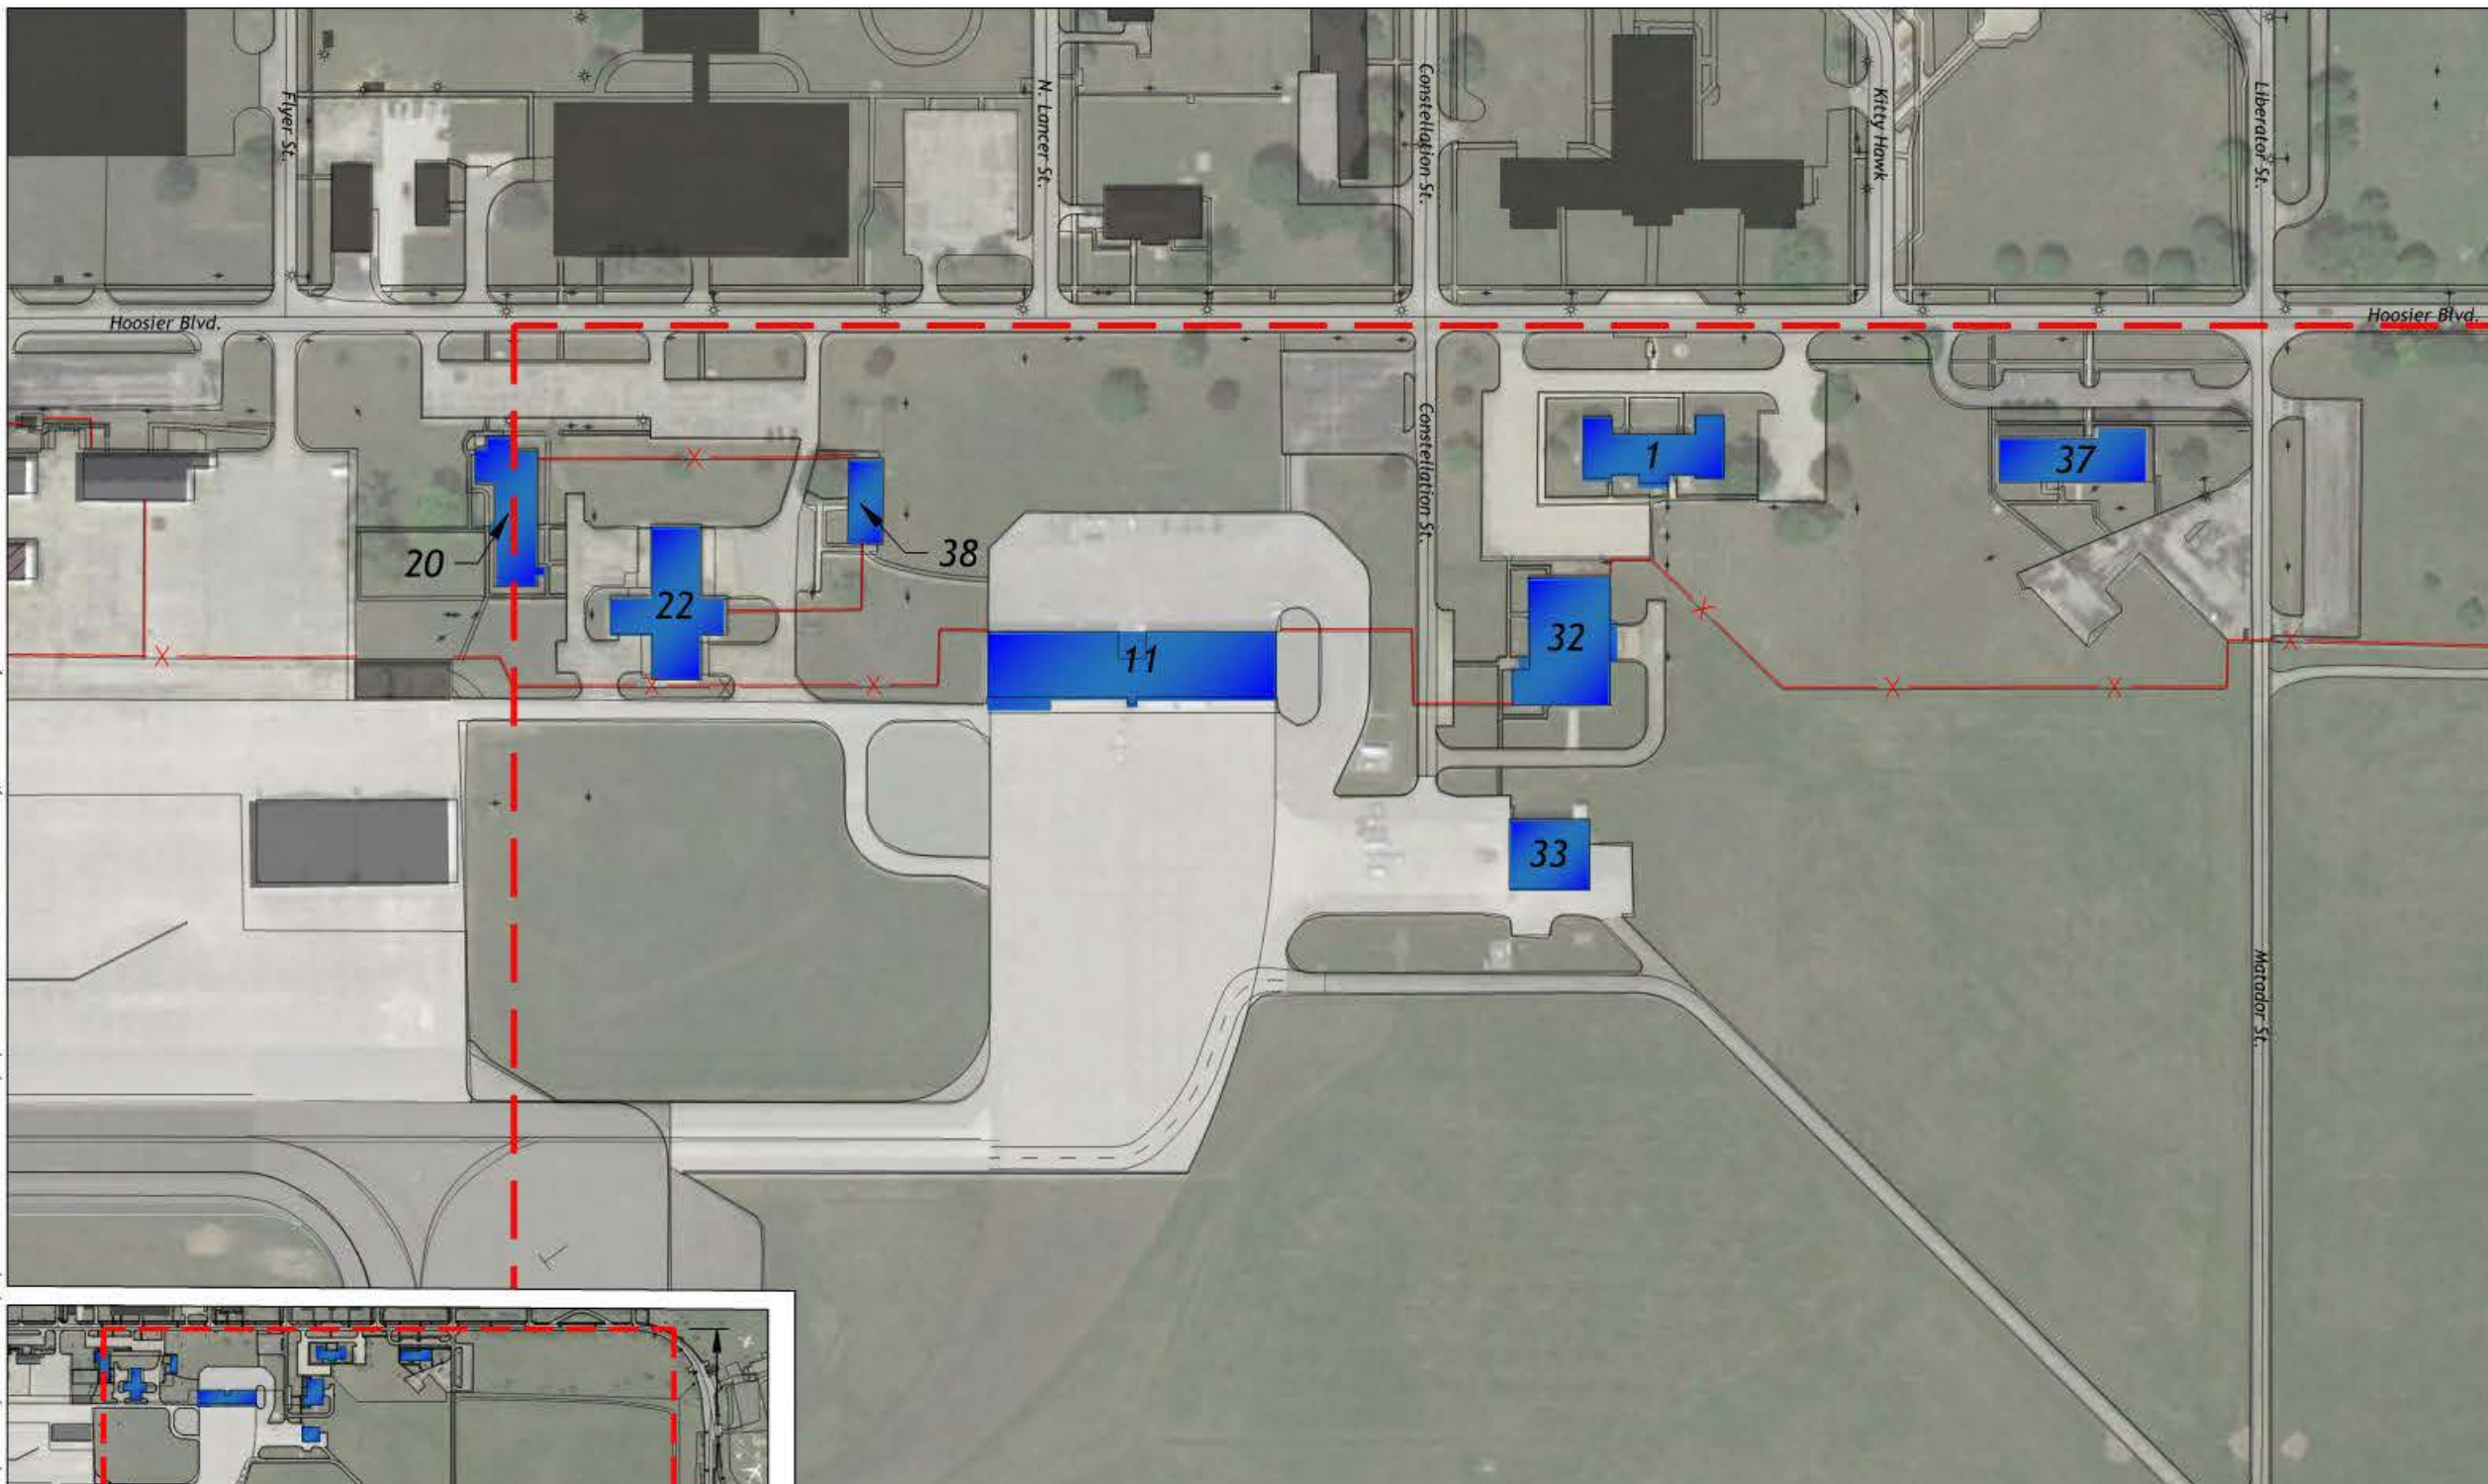 Flyer St.
N. Lancer St.
Constellation St.
Kitty Hawk
Liberator St.
Hoosier Blvd.
Hoosier Blvd.
Constellation St.
1
37
20
38
22
32
11
33
Matador St.